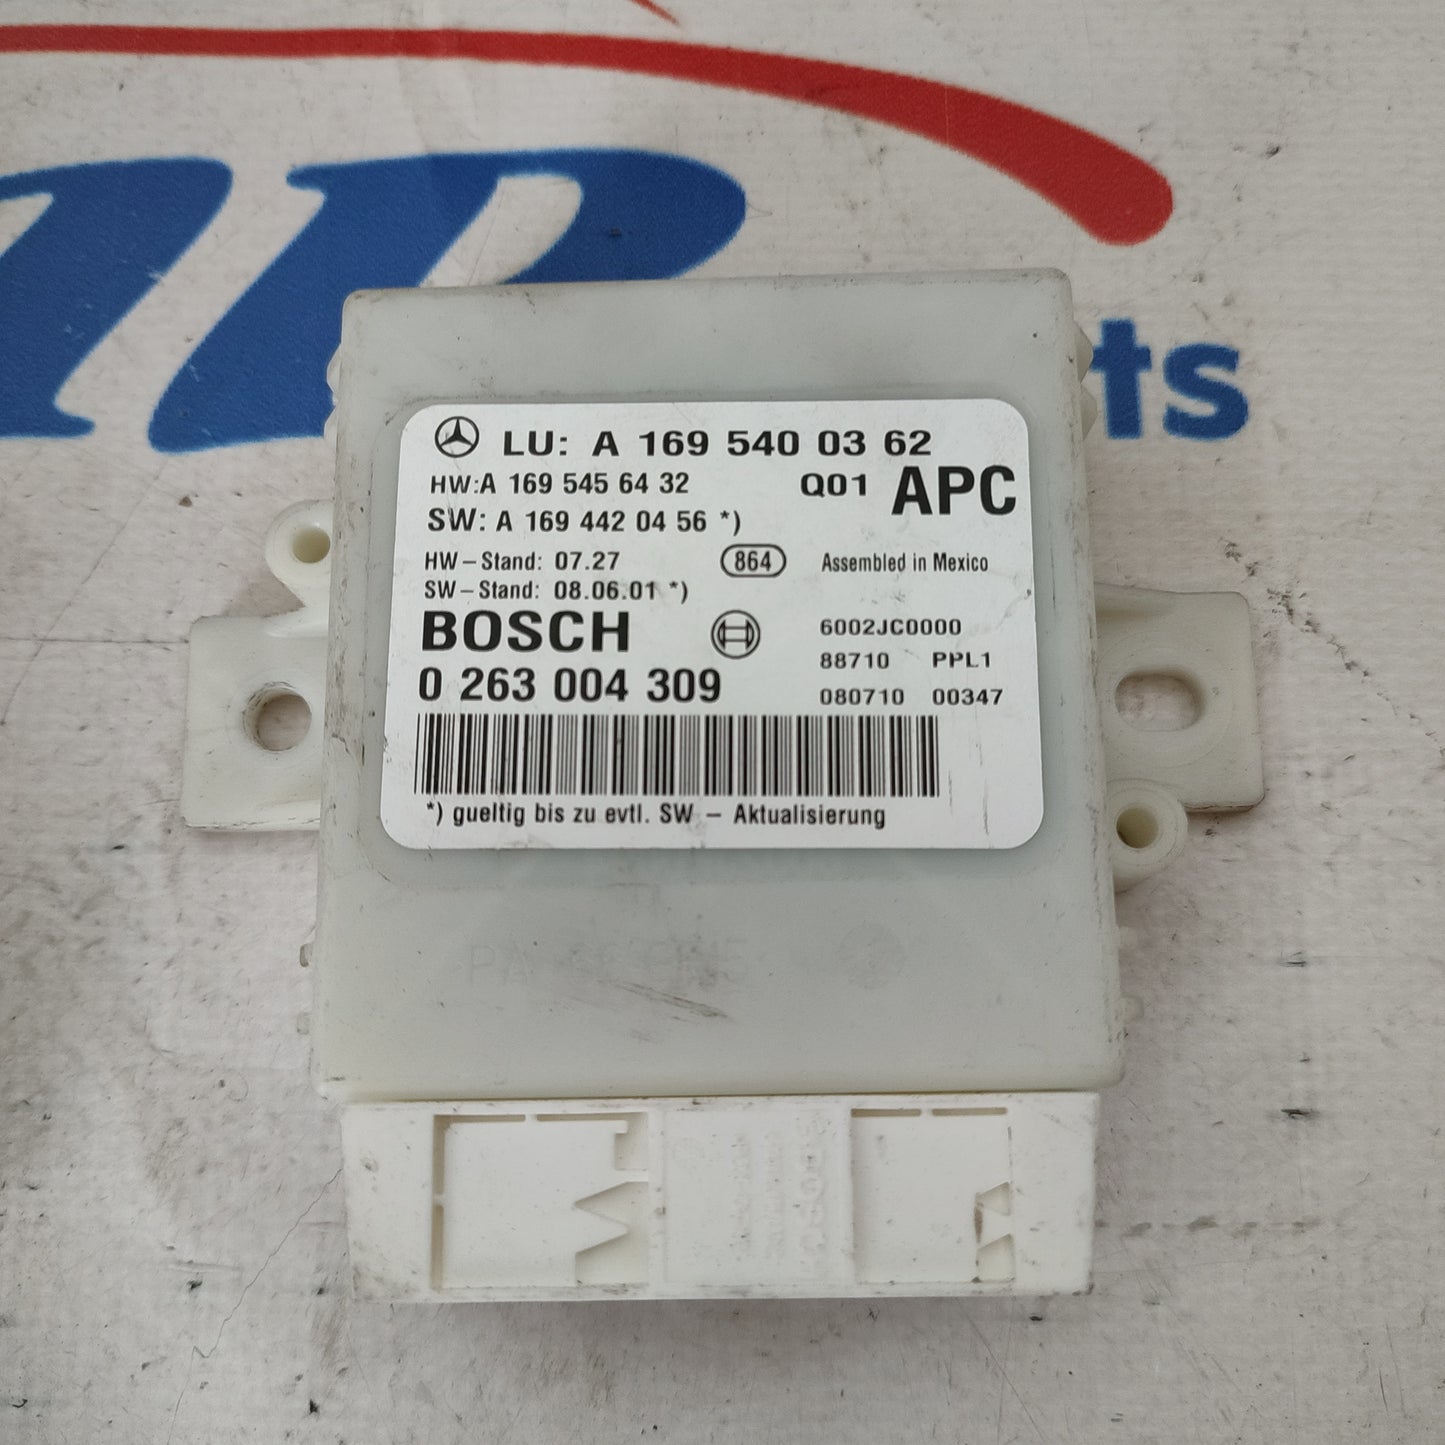 LU: A 169 540 03 62
HW:A 169 545 64 32 Q01 APC
SW: A 169 442 04 56 *)
HW–Stand: 07.27 864 Assembled in Mexico
SW–Stand: 08.06.01 *)
BOSCH 6002JC0000
88710 PPL1
0 263 004 309 080710 00347
*) gueltig bis zu evtl. SW – Aktualisierung